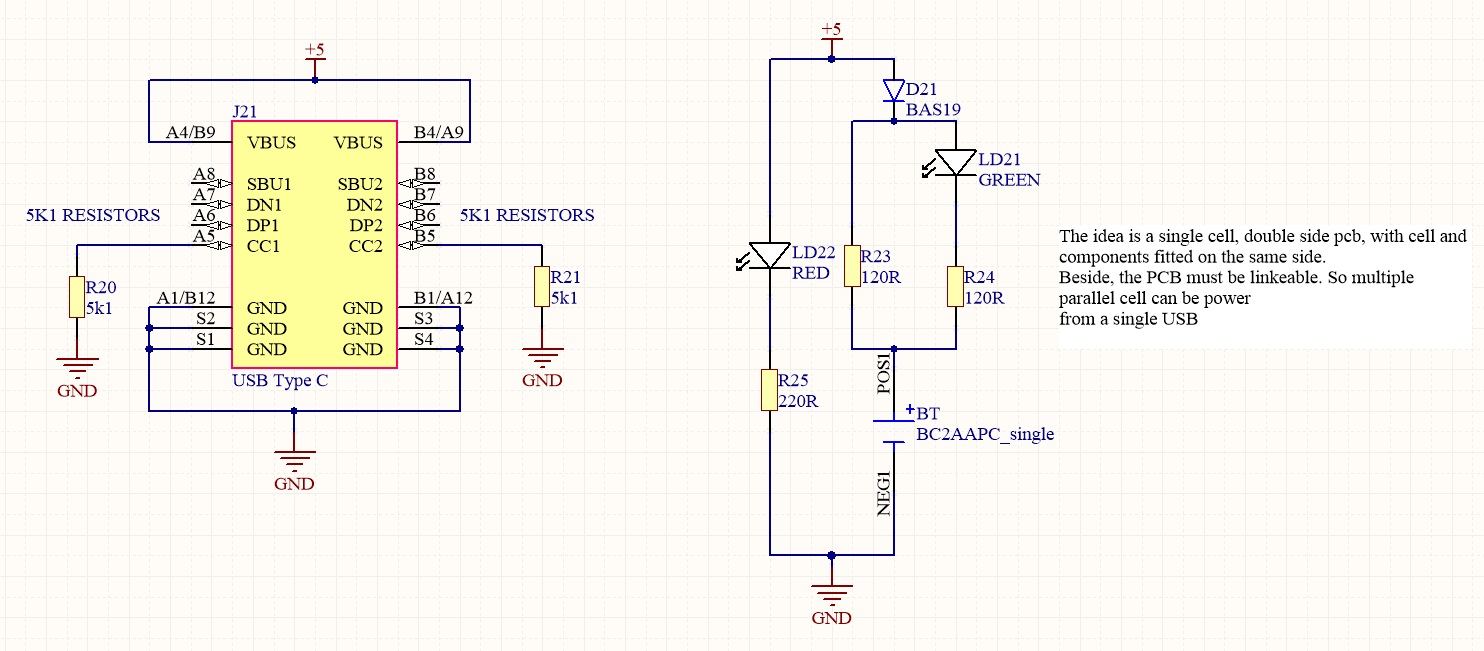 +5
J21
A4/B9
VBUS
VBUS
B4/A9
A8
SBU1
SBU2
B8
A7
DN1
DN2
B7
5K1 RESISTORS
A6
DP1
DP2
B6
5K1 RESISTORS
A5
CC1
CC2
B5
R20
5k1
R21
5k1
A1/B12
GND
GND
B1/A12
S2
GND
GND
S3
S1
GND
GND
S4
USB Type C
GND
GND
GND
+5
D21
BAS19
LD21
GREEN
LD22
RED
R23
120R
R24
120R
R25
220R
POS1
+
BT
BC2AAPC_single
NEG1
GND
The idea is a single cell, double side pcb, with cell and
components fitted on the same side.
Beside, the PCB must be linkeable. So multiple
parallel cell can be power
from a single USB